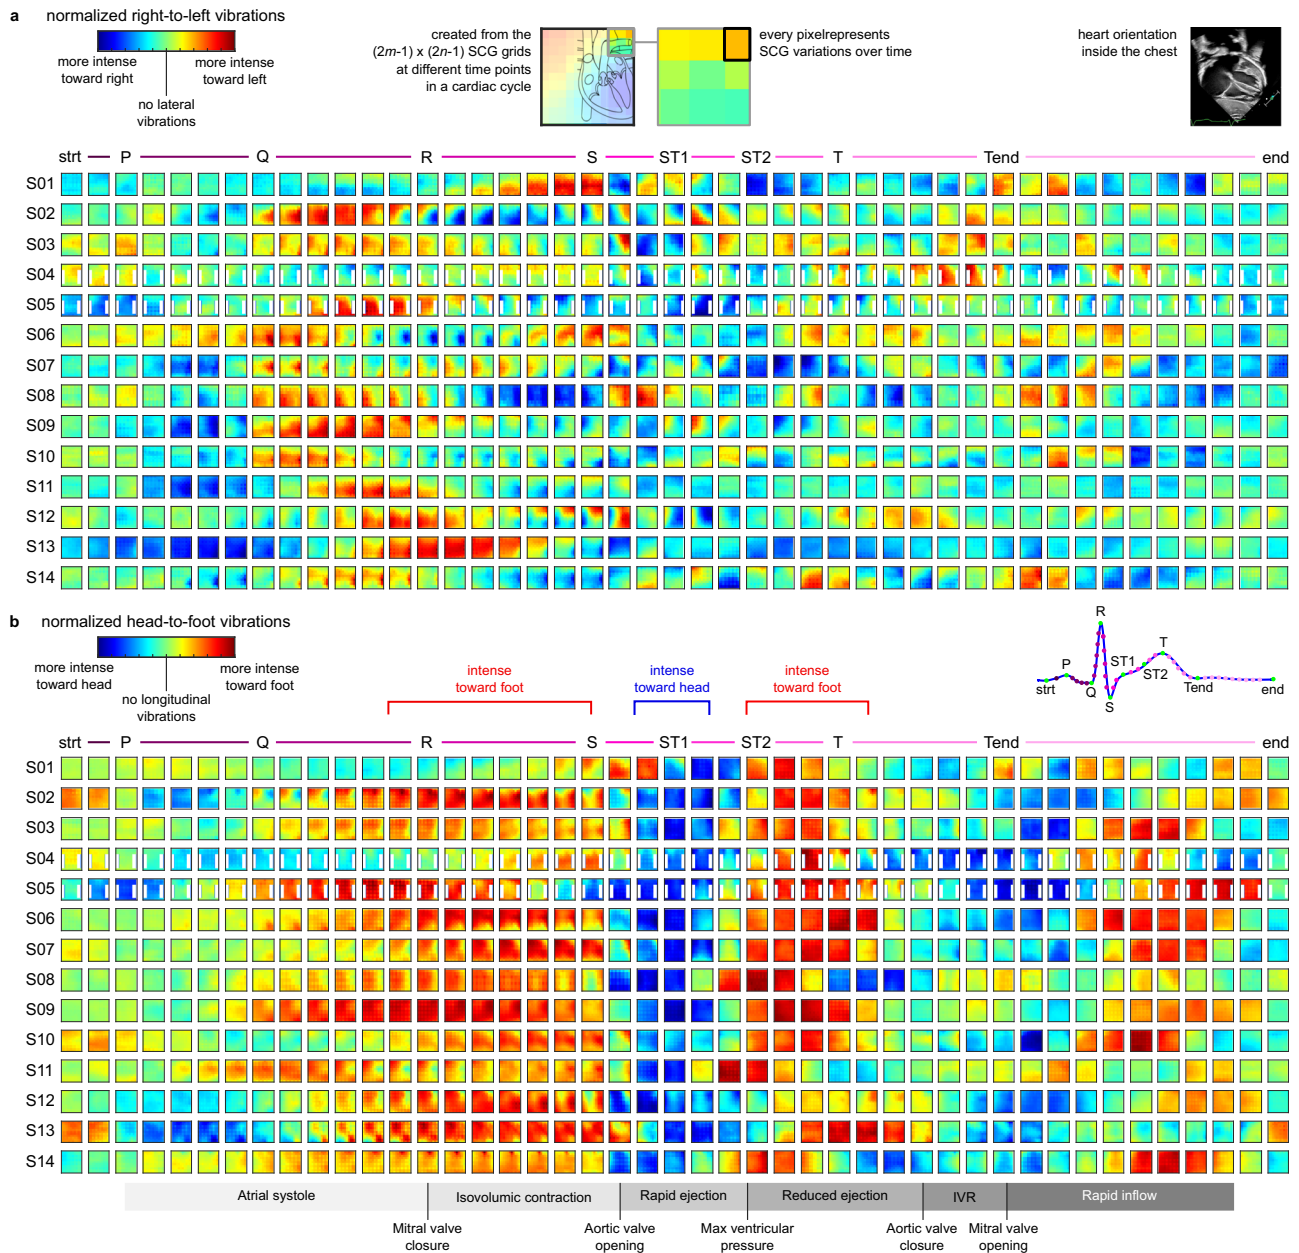 a normalized right-to-left vibrations
more intense
toward right
more intense
toward left
no lateral
vibrations
created from the
(2m-1) x (2n-1) SCG grids
at different time points
in a cardiac cycle
every pixelrepresents
SCG variations over time
heart orientation
inside the chest
strt P Q R S ST1 ST2 T Tend end
S01
S02
S03
S04
S05
S06
S07
S08
S09
S10
S11
S12
S13
S14
b normalized head-to-foot vibrations
more intense
toward head
more intense
toward foot
no longitudinal
vibrations
intense
toward foot
intense
toward head
intense
toward foot
strt P Q R S ST1 ST2 T Tend end
strt P Q R S ST1 ST2 T Tend end
S01
S02
S03
S04
S05
S06
S07
S08
S09
S10
S11
S12
S13
S14
Atrial systole Isovolumic contraction Rapid ejection Reduced ejection IVR Rapid inflow
Mitral valve
closure
Aortic valve
opening
Max ventricular
pressure
Aortic valve
closure
Mitral valve
opening